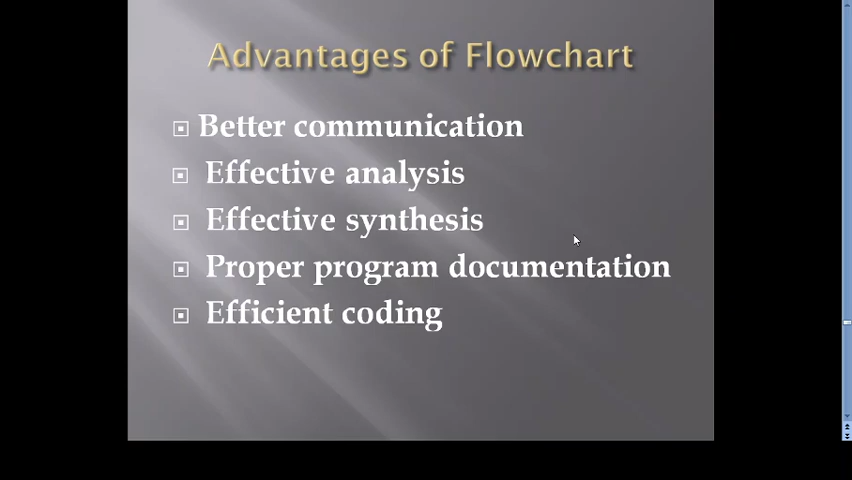 Advantages of Flowchart
Better communication
Effective analysis
Effective synthesis
Proper program documentation
Efficient coding